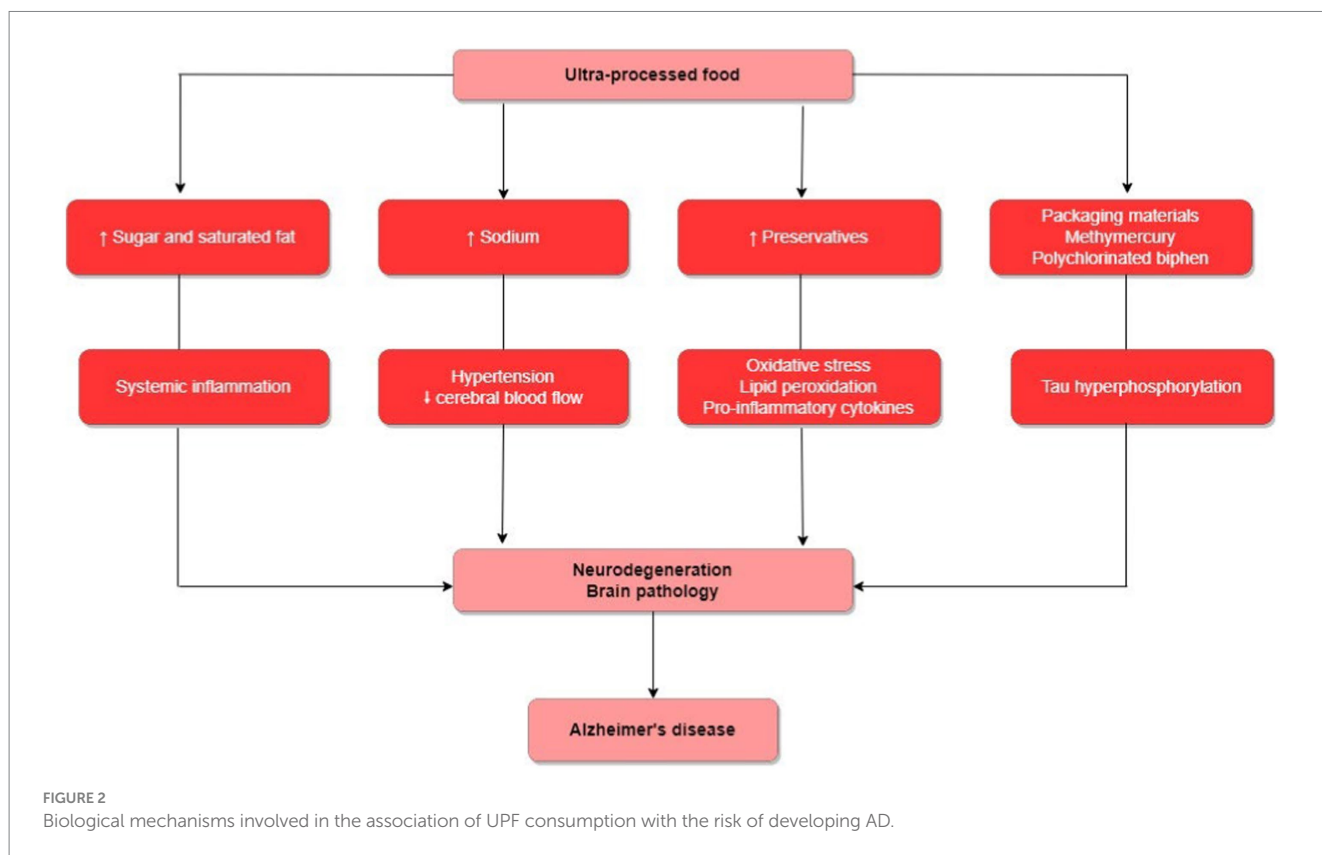 Ultra-processed food
↑ Sugar and saturated fat
↑ Sodium
↑ Preservatives
Packaging materials
Methymercury
Polychlorinated biphen
Systemic inflammation
Hypertension
↓ cerebral blood flow
Oxidative stress
Lipid peroxidation
Pro-inflammatory cytokines
Tau hyperphosphorylation
Neurodegeneration
Brain pathology
Alzheimer's disease
FIGURE 2
Biological mechanisms involved in the association of UPF consumption with the risk of developing AD.